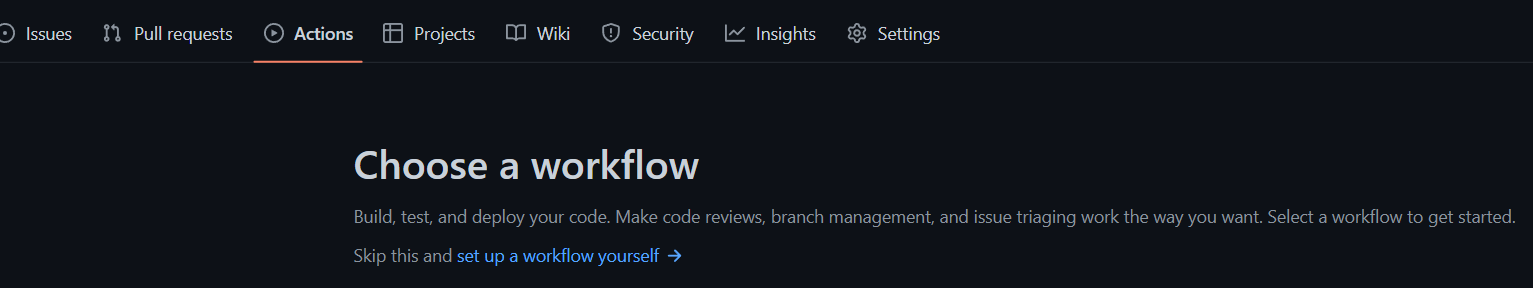 Issues Pull requests Actions Projects Wiki Security Insights Settings
Choose a workflow
Build, test, and deploy your code. Make code reviews, branch management, and issue triaging work the way you want. Select a workflow to get started.
Skip this and set up a workflow yourself →